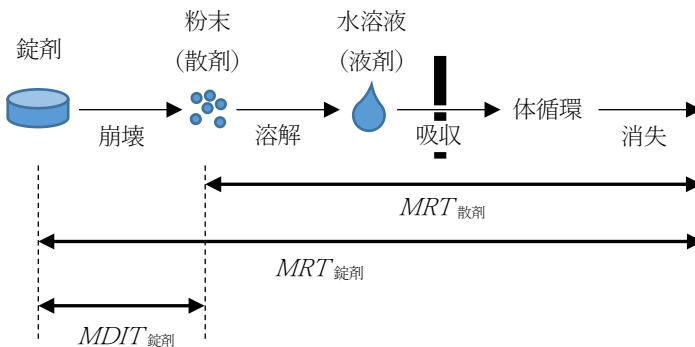 錠剤
粉末
（散剤）
水溶液
（液剤）
崩壊
溶解
吸収
体循環
消失
MRT散剤
MRT錠剤
MDIT錠剤